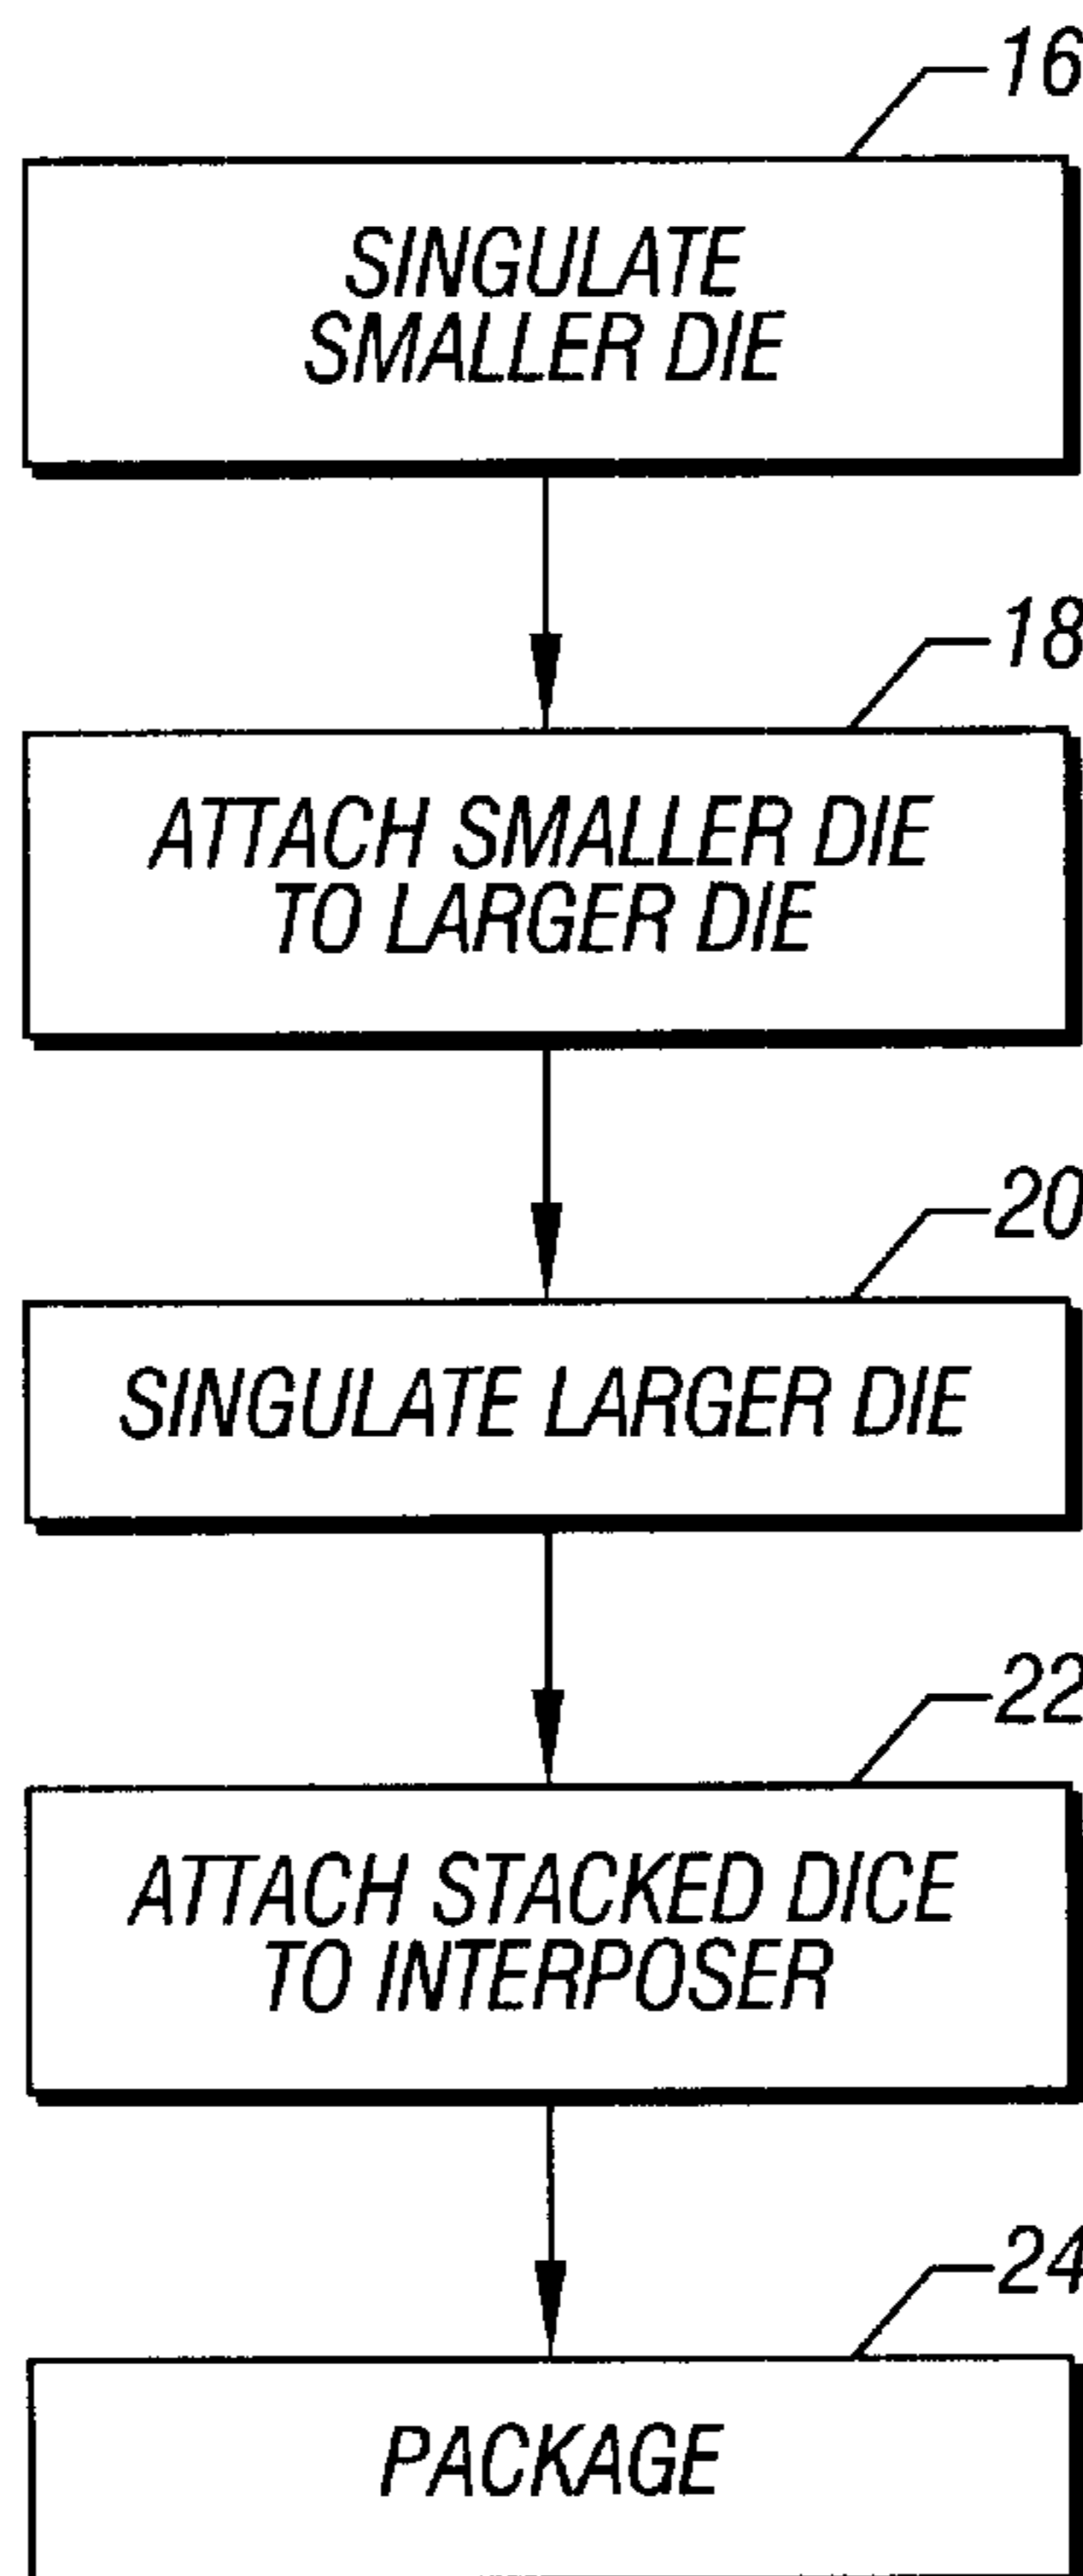 16
SINGULATE
SMALLER DIE
18
ATTACH SMALLER DIE
TO LARGER DIE
20
SINGULATE LARGER DIE
22
ATTACH STACKED DICE
TO INTERPOSER
24
PACKAGE